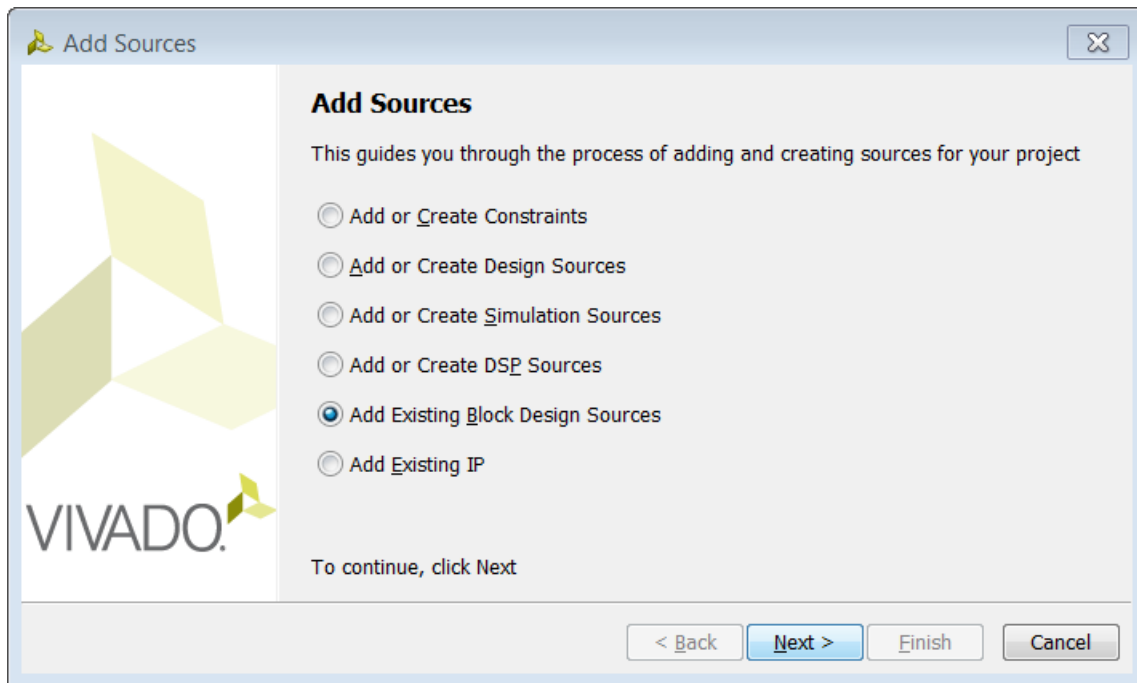 Add Sources
Add Sources
This guides you through the process of adding and creating sources for your project
Add or Create Constraints
Add or Create Design Sources
Add or Create Simulation Sources
Add or Create DSP Sources
Add Existing Block Design Sources
Add Existing IP
VIVADO.
To continue, click Next
< Back Next > Finish Cancel